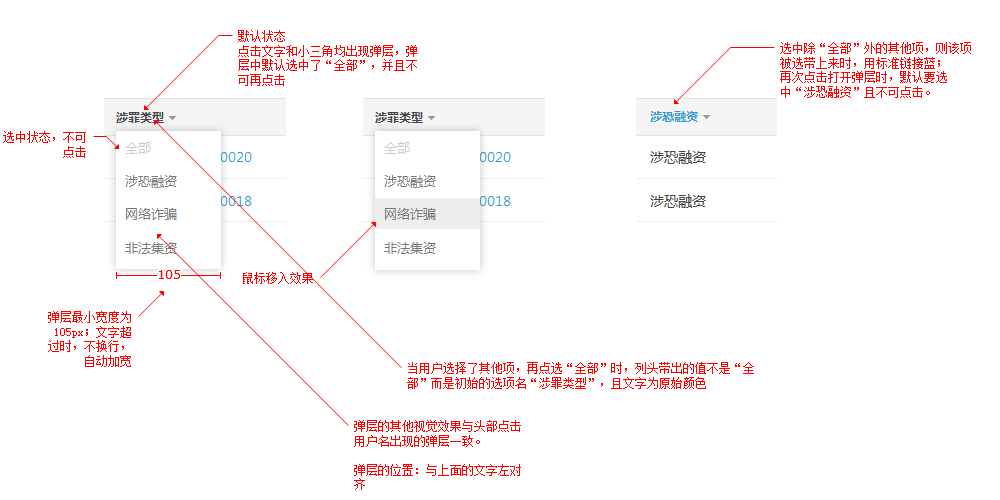 默认状态
点击文字和小三角均出现弹层，弹
层中默认选中了“全部”，并且不
可再点击
选中除“全部”外的其他项，则该项
被选带上来时，用标准链接蓝；
再次点击打开弹层时，默认要选
中“涉恐融资”且不可点击。
选中状态，不可
点击
涉罪类型
全部
涉恐融资
网络诈骗
非法集资
0020
0018
105
涉罪类型
全部
涉恐融资
网络诈骗
非法集资
0020
0018
涉恐融资
涉恐融资
涉恐融资
鼠标移入效果
弹层最小宽度为
105px；文字超
过时，不换行，
自动加宽
当用户选择了其他项，再点选“全部”时，列头带出的值不是“全
部”而是初始的选项名“涉罪类型”，且文字为原始颜色
弹层的其他视觉效果与头部点击
用户名出现的弹层一致。
弹层的位置：与上面的文字左对
齐